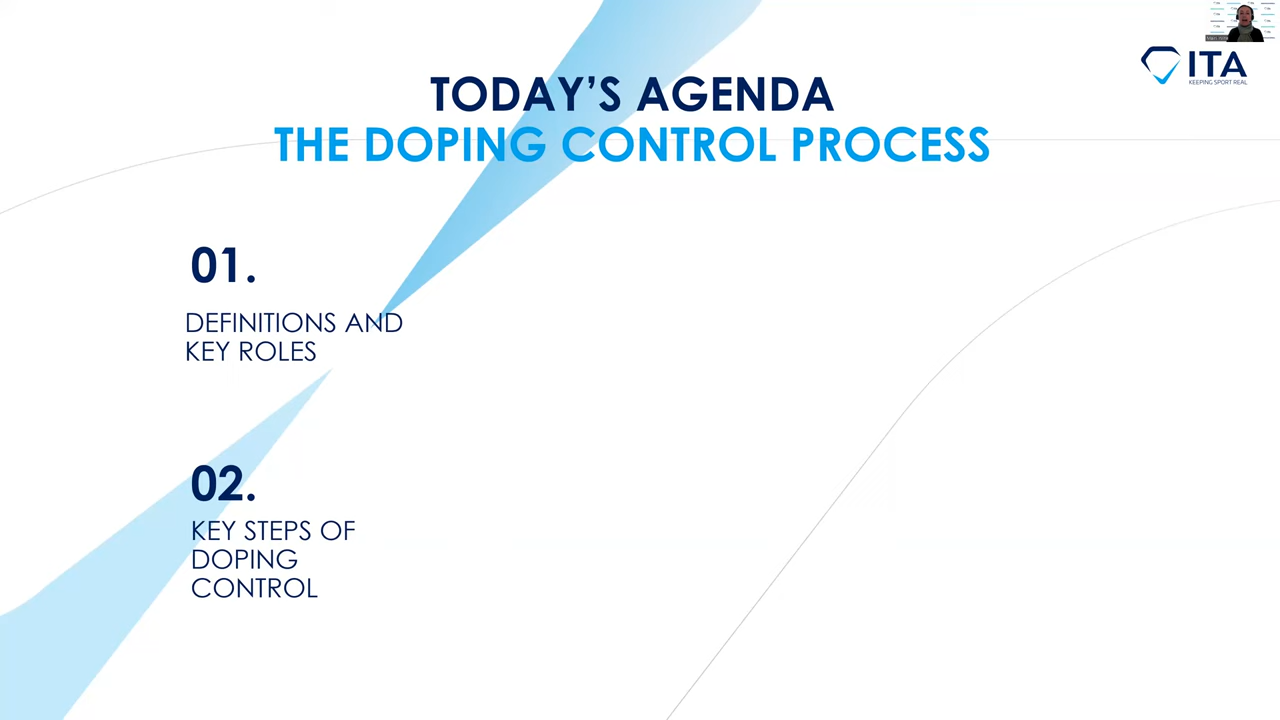 ITA
KEEPING SPORT REAL
TODAY'S AGENDA
THE DOPING CONTROL PROCESS
01.
DEFINITIONS AND
KEY ROLES
02.
KEY STEPS OF
DOPING
CONTROL